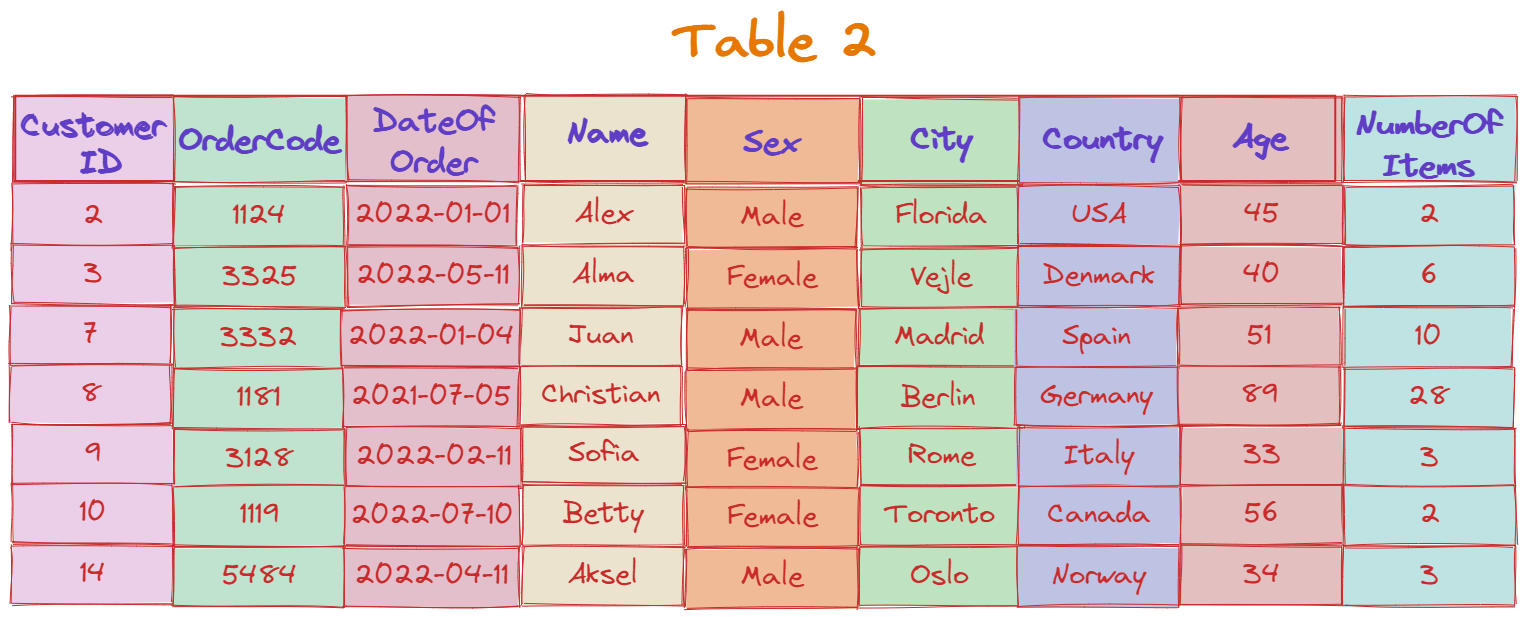 Table 2
Customer ID OrderCode DateOf Order Name Sex City Country Age NumberOf Items
2 1124 2022-01-01 Alex Male Florida USA 45 2
3 3325 2022-05-11 Alma Female Vejle Denmark 40 6
7 3332 2022-01-04 Juan Male Madrid Spain 51 10
8 1181 2021-07-05 Christian Male Berlin Germany 89 28
9 3128 2022-02-11 Sofia Female Rome Italy 33 3
10 1119 2022-07-10 Betty Female Toronto Canada 56 2
14 5484 2022-04-11 Aksel Male Oslo Norway 34 3